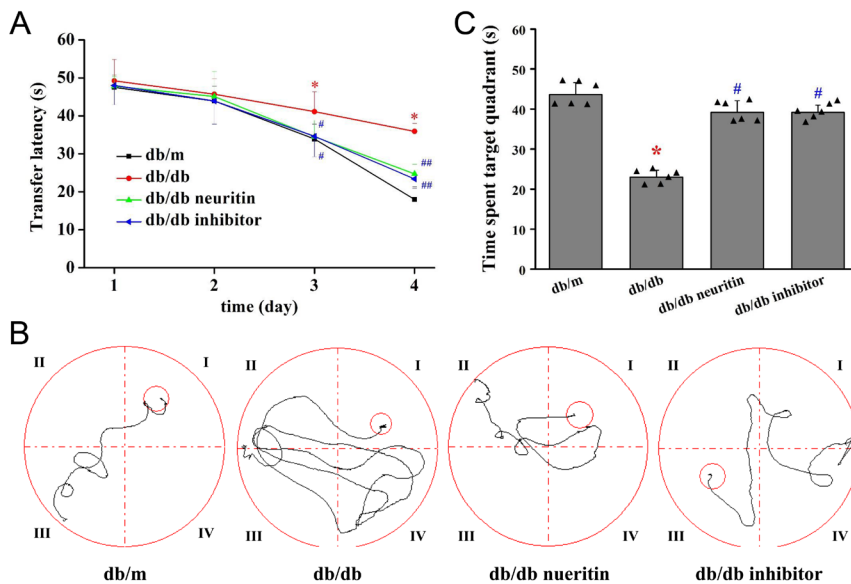 A
60
50
40
30
20
10
0
Transfer latency (s)
*
*
#
#
##
##
db/m
db/db
db/db neuritin
db/db inhibitor
1
2
3
4
time (day)
C
60
50
40
30
20
10
0
Time spent target quadrant (s)
*
#
#
db/m
db/db
db/db neuritin
db/db inhibitor
B
II
I
III
IV
db/m
II
I
III
IV
db/db
II
I
III
IV
db/db nueritin
II
I
III
IV
db/db inhibitor